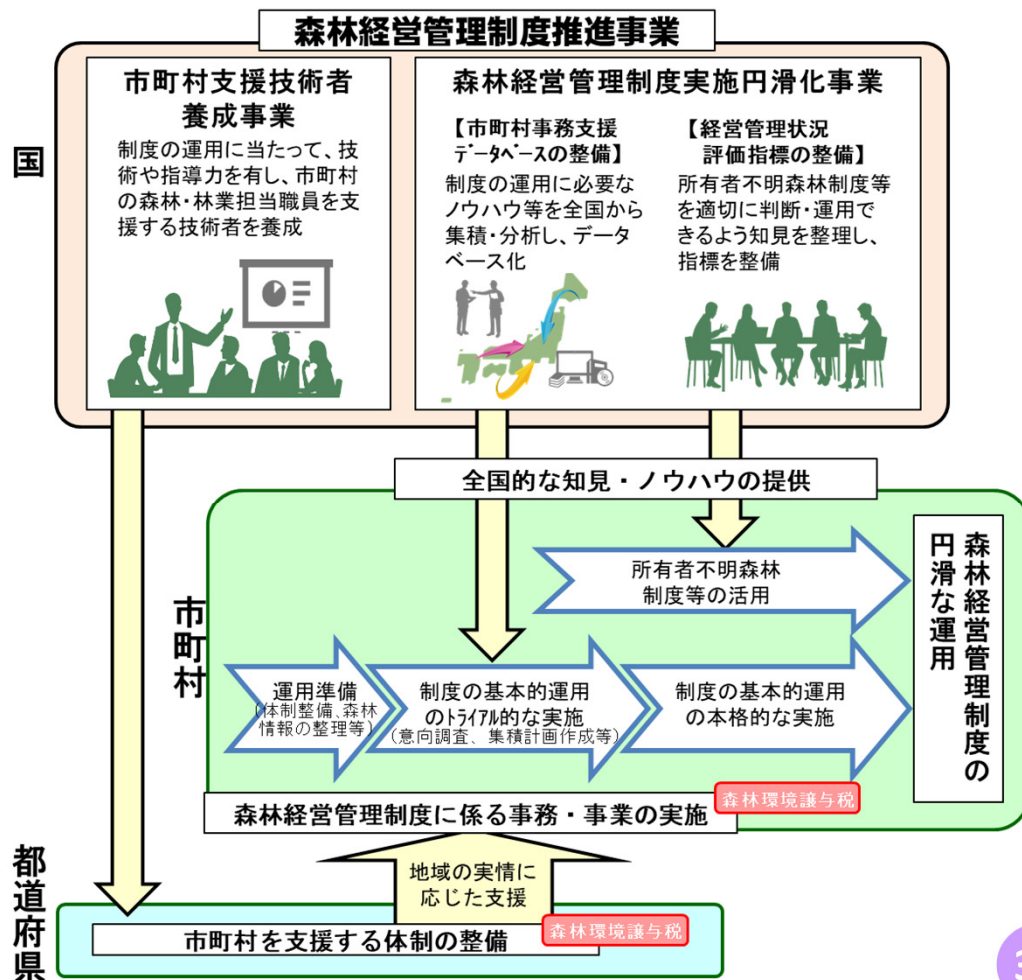 森林経営管理制度推進事業
国
市町村支援技術者
養成事業
制度の運用に当たって、技
術や指導力を有し、市町村
の森林・林業担当職員を支
援する技術者を養成
森林経営管理制度実施円滑化事業
【市町村事務支援
データベースの整備】
制度の運用に必要な
ノウハウ等を全国から
集積・分析し、データ
ベース化
【経営管理状況
評価指標の整備】
所有者不明森林制度等
を適切に判断・運用で
きるよう知見を整理し、
指標を整備
全国的な知見・ノウハウの提供
市町村
所有者不明森林
制度等の活用
運用準備
(体制整備、森林
情報の整理等)
制度の基本的運用
のトライアル的な実施
(意向調査、集積計画作成等)
制度の基本的運用
の本格的な実施
森林経営管理制度の
円滑な運用
森林経営管理制度に係る事務・事業の実施
森林環境譲与税
地域の実情に
応じた支援
都道府県
市町村を支援する体制の整備
森林環境譲与税
3